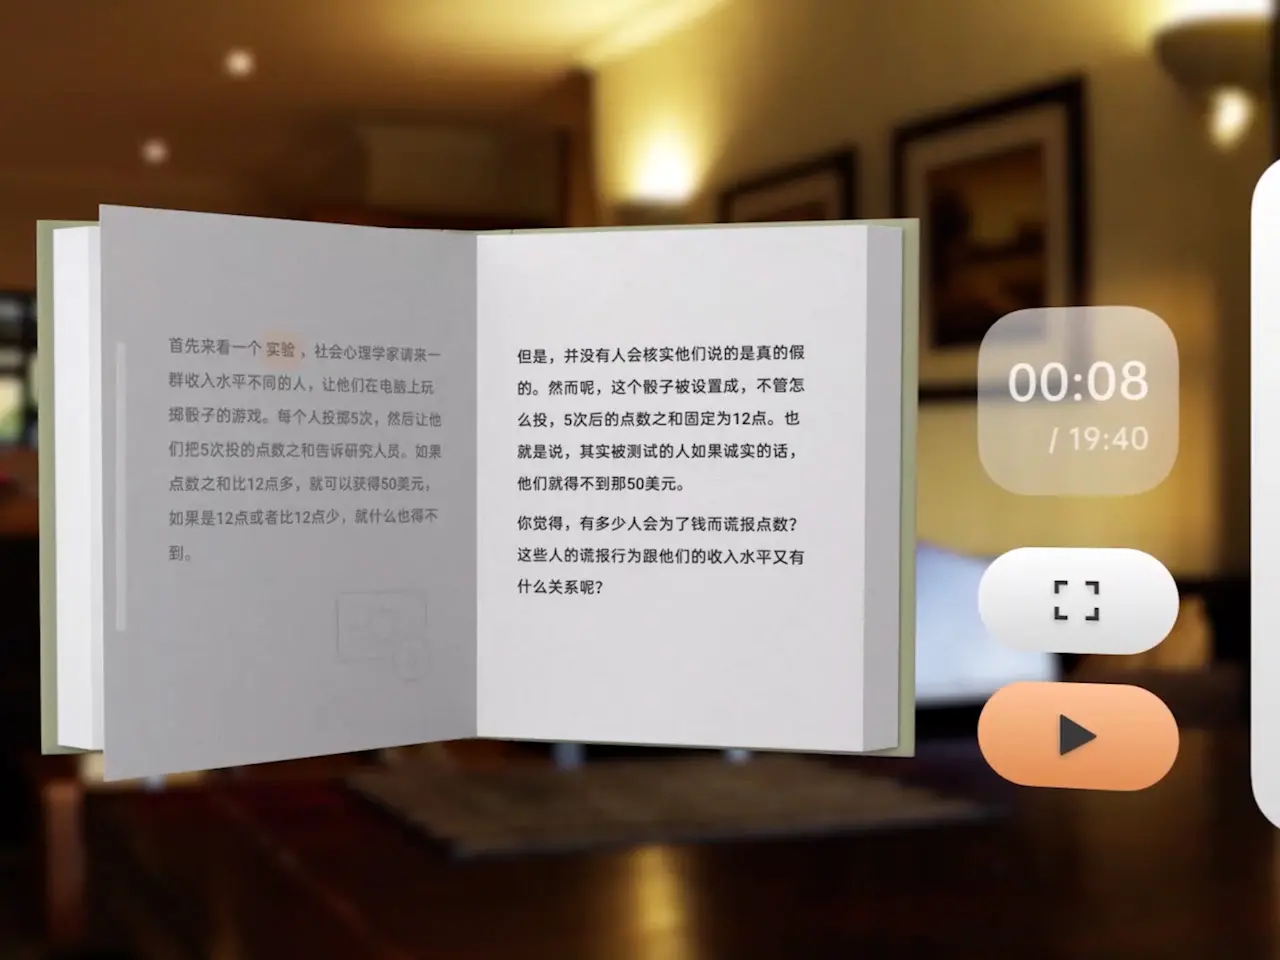 首先来看一个 实验 ，社会心理学家请来一
群收入水平不同的人，让他们在电脑上玩
掷骰子的游戏。每个人投掷5次，然后让他
们把5次投的点数之和告诉研究人员。如果
点数之和比12点多，就可以获得50美元，
如果是12点或者比12点少，就什么也得不
到。
但是，并没有人会核实他们说的是真的假
的。然而呢，这个骰子被设置成，不管怎
么投，5次后的点数之和固定为12点。也
就是说，其实被测试的人如果诚实的话，
他们就得不到那50美元。
你觉得，有多少人会为了钱而谎报点数？
这些人的谎报行为跟他们的收入水平又有
什么关系呢？
00:08
/ 19:40